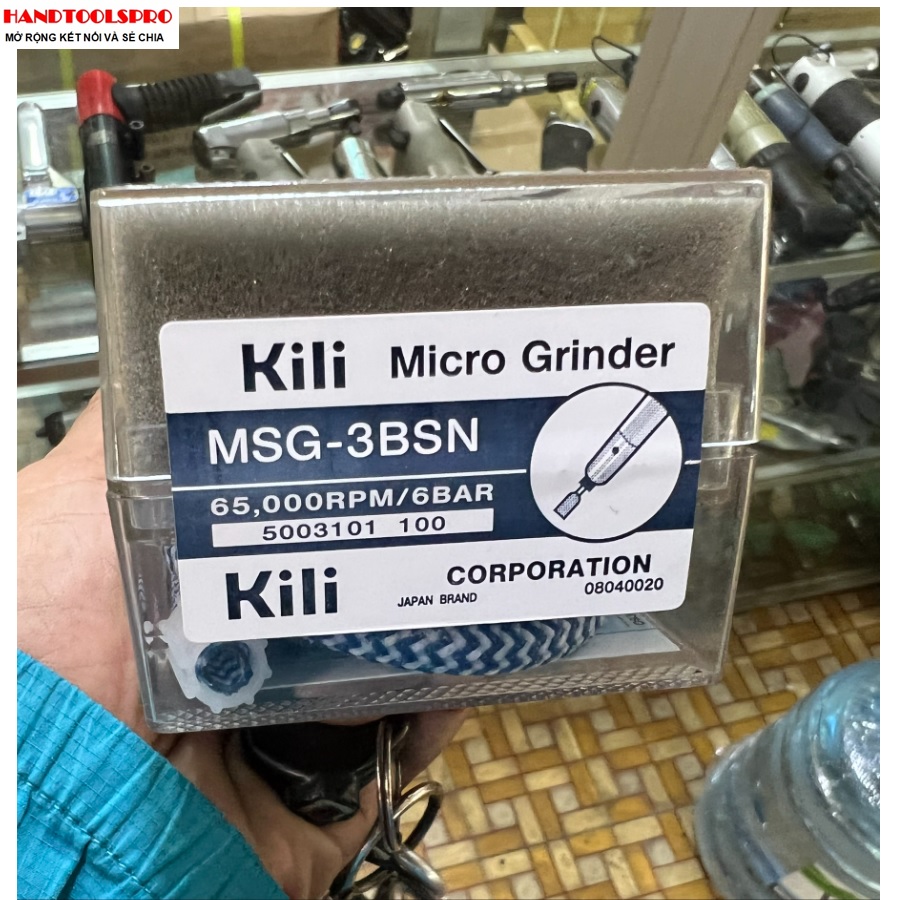 HANDTOOLSPRO
MỞ RỘNG KẾT NỐI VÀ SẺ CHIA
Kili Micro Grinder
MSG-3BSN
65,000RPM/6BAR
5003101 100
Kili CORPORATION
JAPAN BRAND 08040020